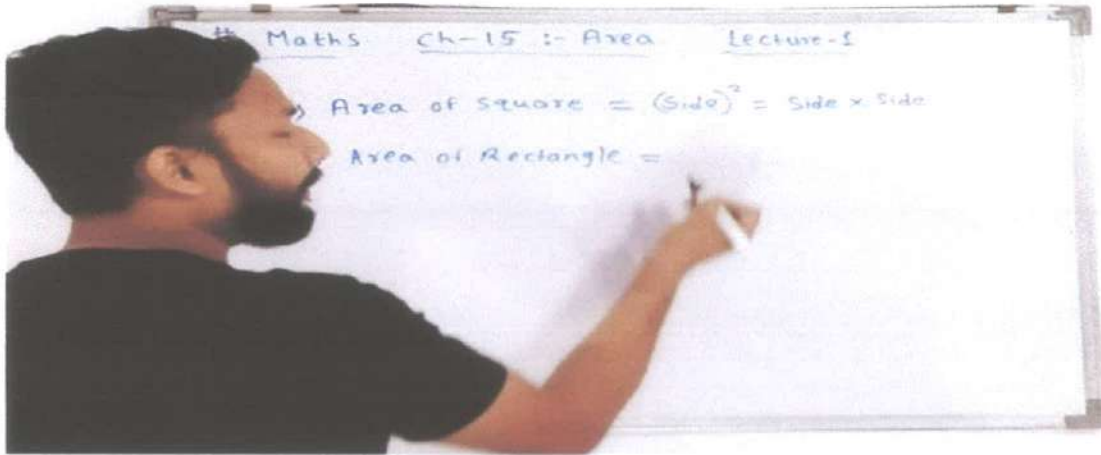 # Maths Ch-15 :- Area Lecture-1
Area of square = (Side)² = Side × Side
Area of Rectangle =